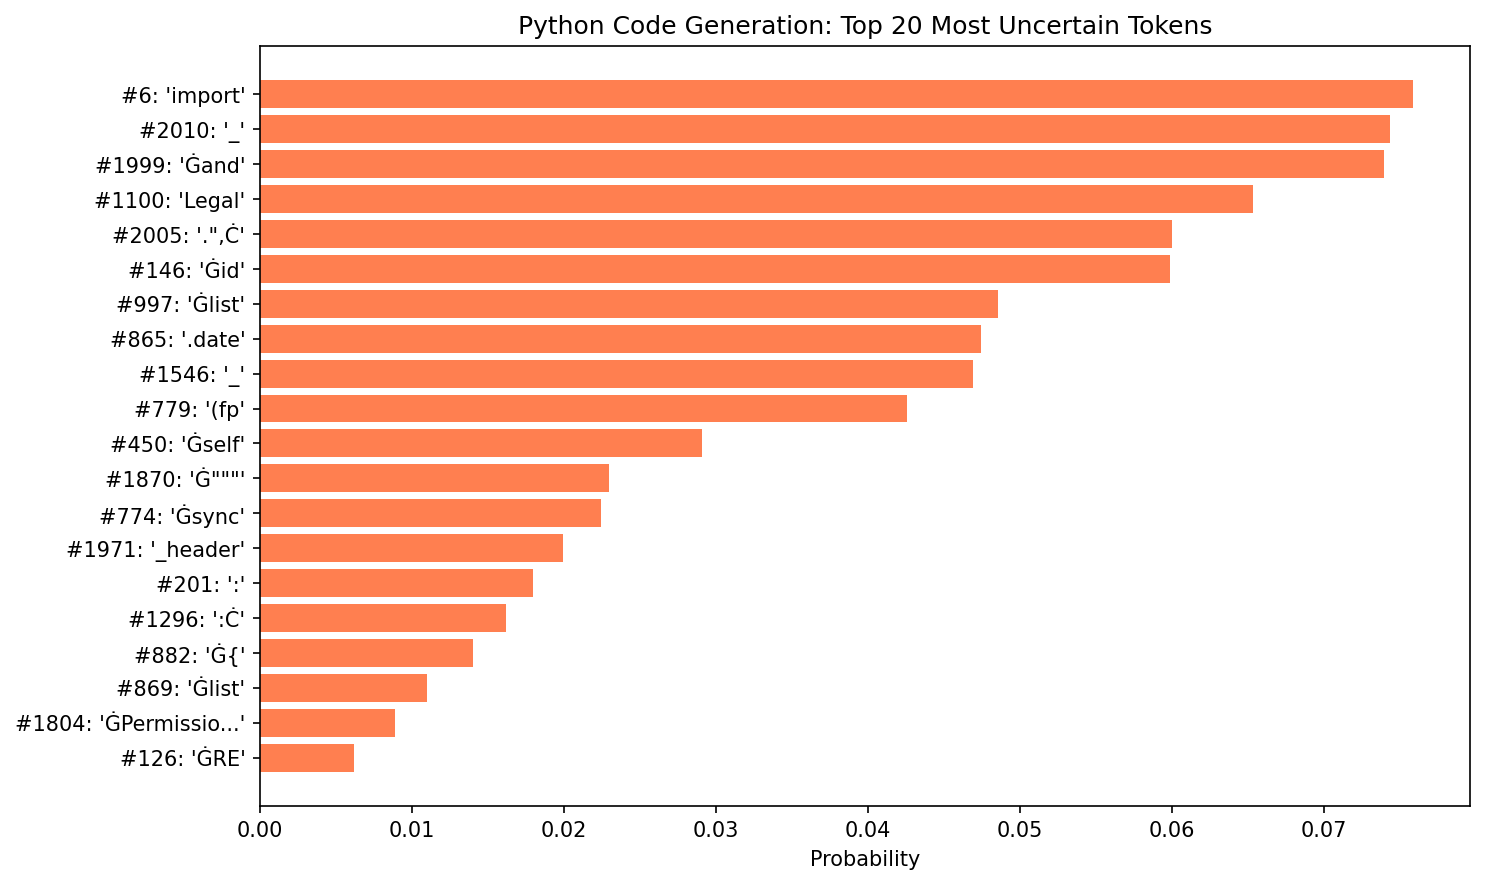 Python Code Generation: Top 20 Most Uncertain Tokens
#6: 'import'
#2010: '_'
#1999: 'Ġand'
#1100: 'Legal'
#2005: '.",Ċ'
#146: 'Ġid'
#997: 'Ġlist'
#865: '.date'
#1546: '_'
#779: '(fp'
#450: 'Ġself'
#1870: 'Ġ"""'
#774: 'Ġsync'
#1971: '_header'
#201: ':'
#1296: ':Ċ'
#882: 'Ġ{'
#869: 'Ġlist'
#1804: 'ĠPermissio...'
#126: 'ĠRE'
0.00 0.01 0.02 0.03 0.04 0.05 0.06 0.07
Probability